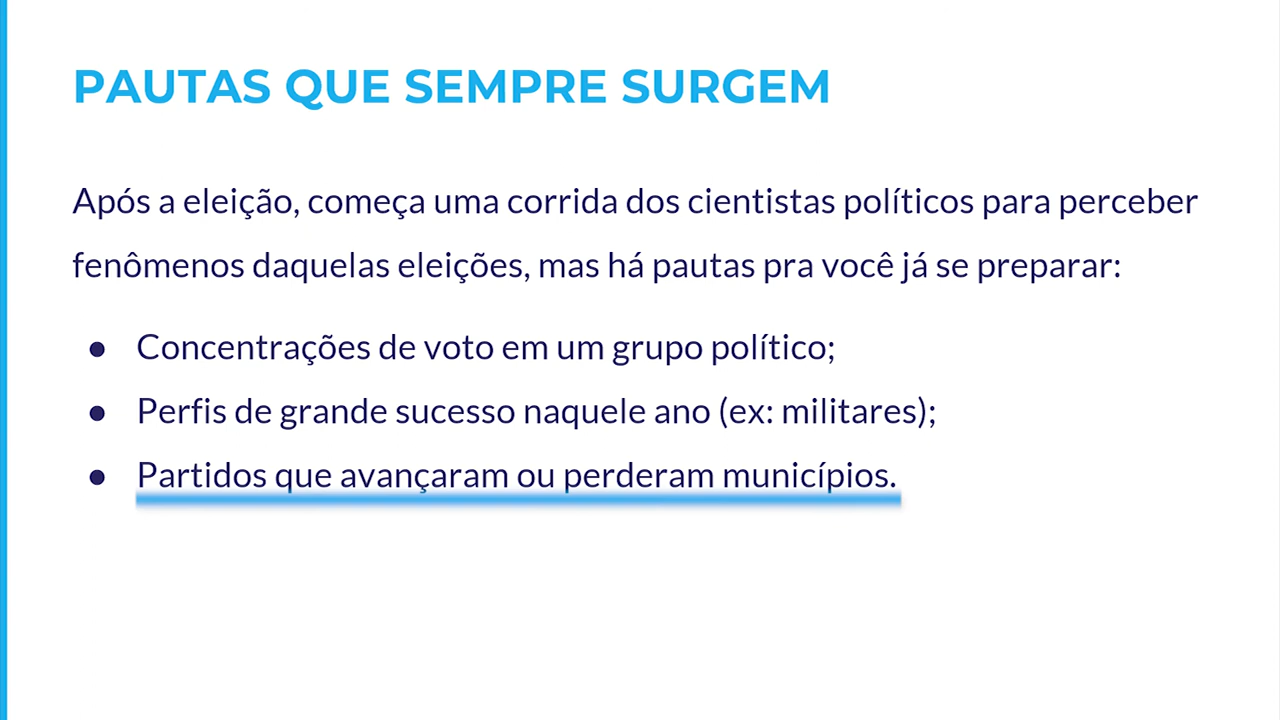 PAUTAS QUE SEMPRE SURGEM
Após a eleição, começa uma corrida dos cientistas políticos para perceber
fenômenos daquelas eleições, mas há pautas pra você já se preparar:
● Concentrações de voto em um grupo político;
● Perfis de grande sucesso naquele ano (ex: militares);
● Partidos que avançaram ou perderam municípios.